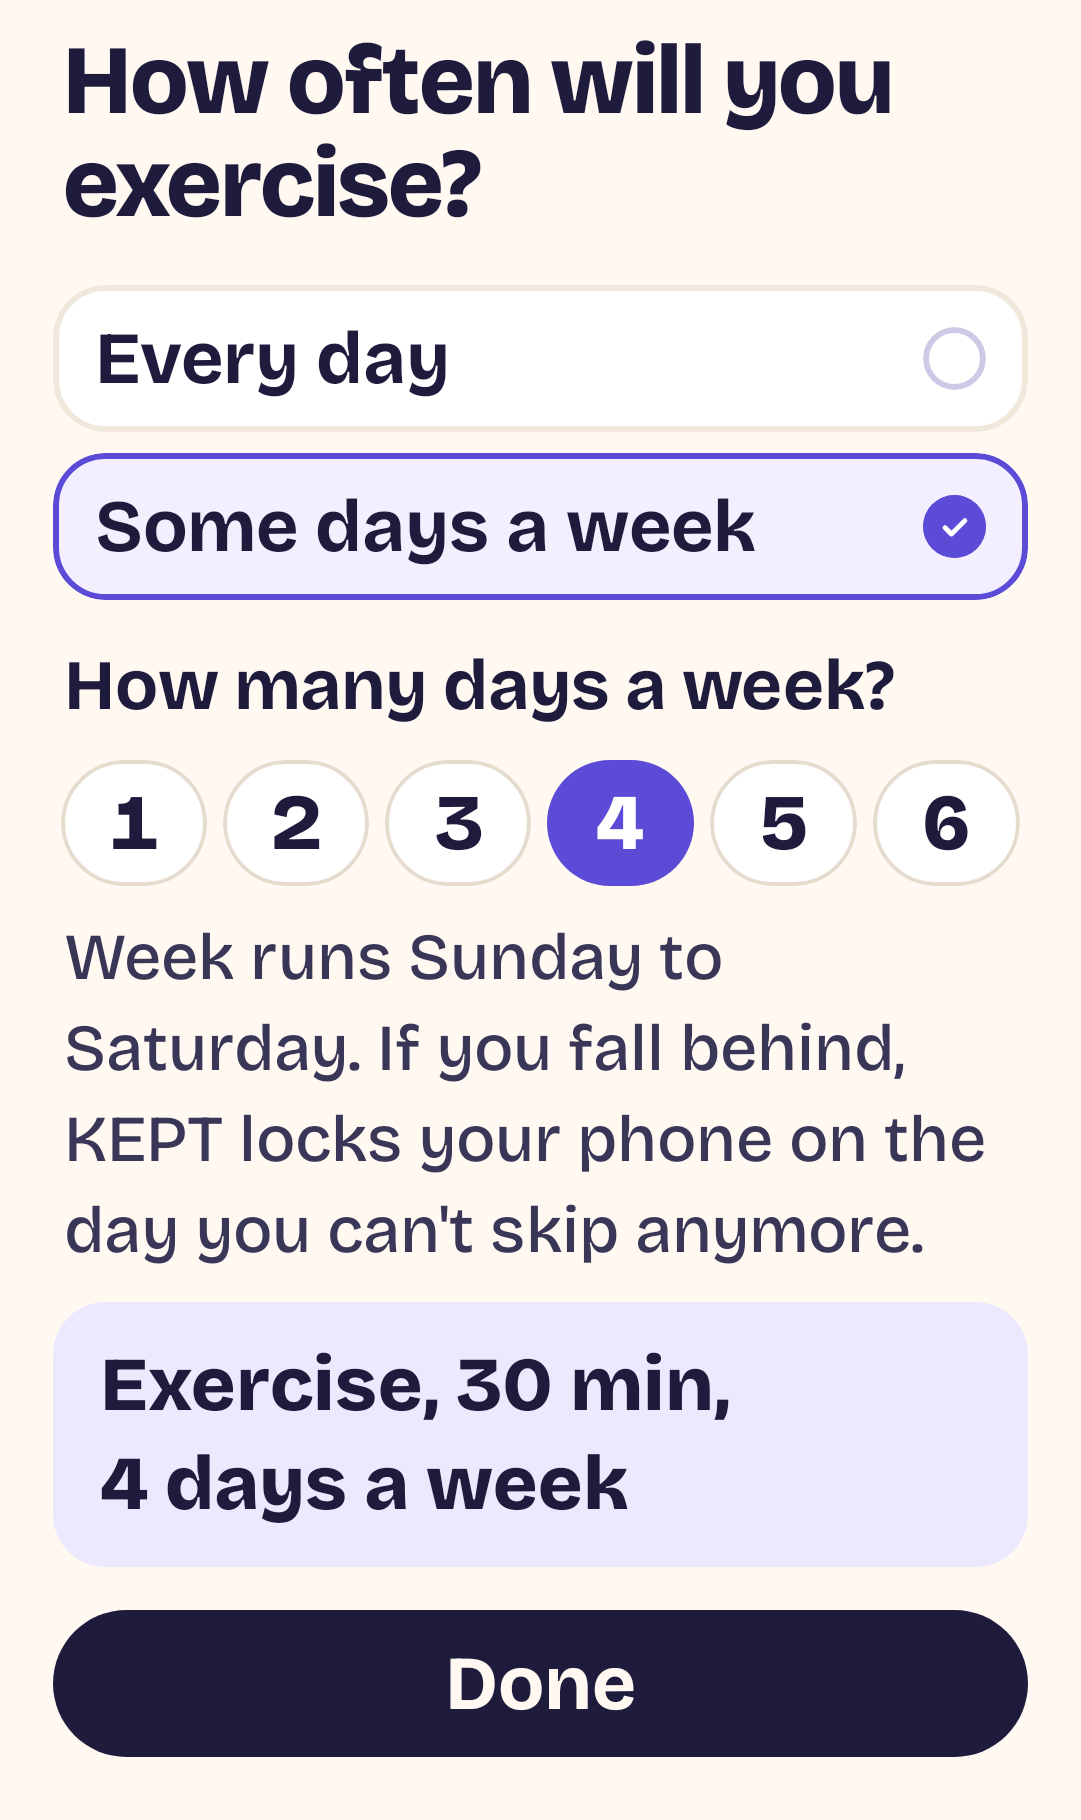 How often will you
exercise?
Every day
Some days a week
How many days a week?
1 2 3 4 5 6
Week runs Sunday to
Saturday. If you fall behind,
KEPT locks your phone on the
day you can't skip anymore.
Exercise, 30 min,
4 days a week
Done